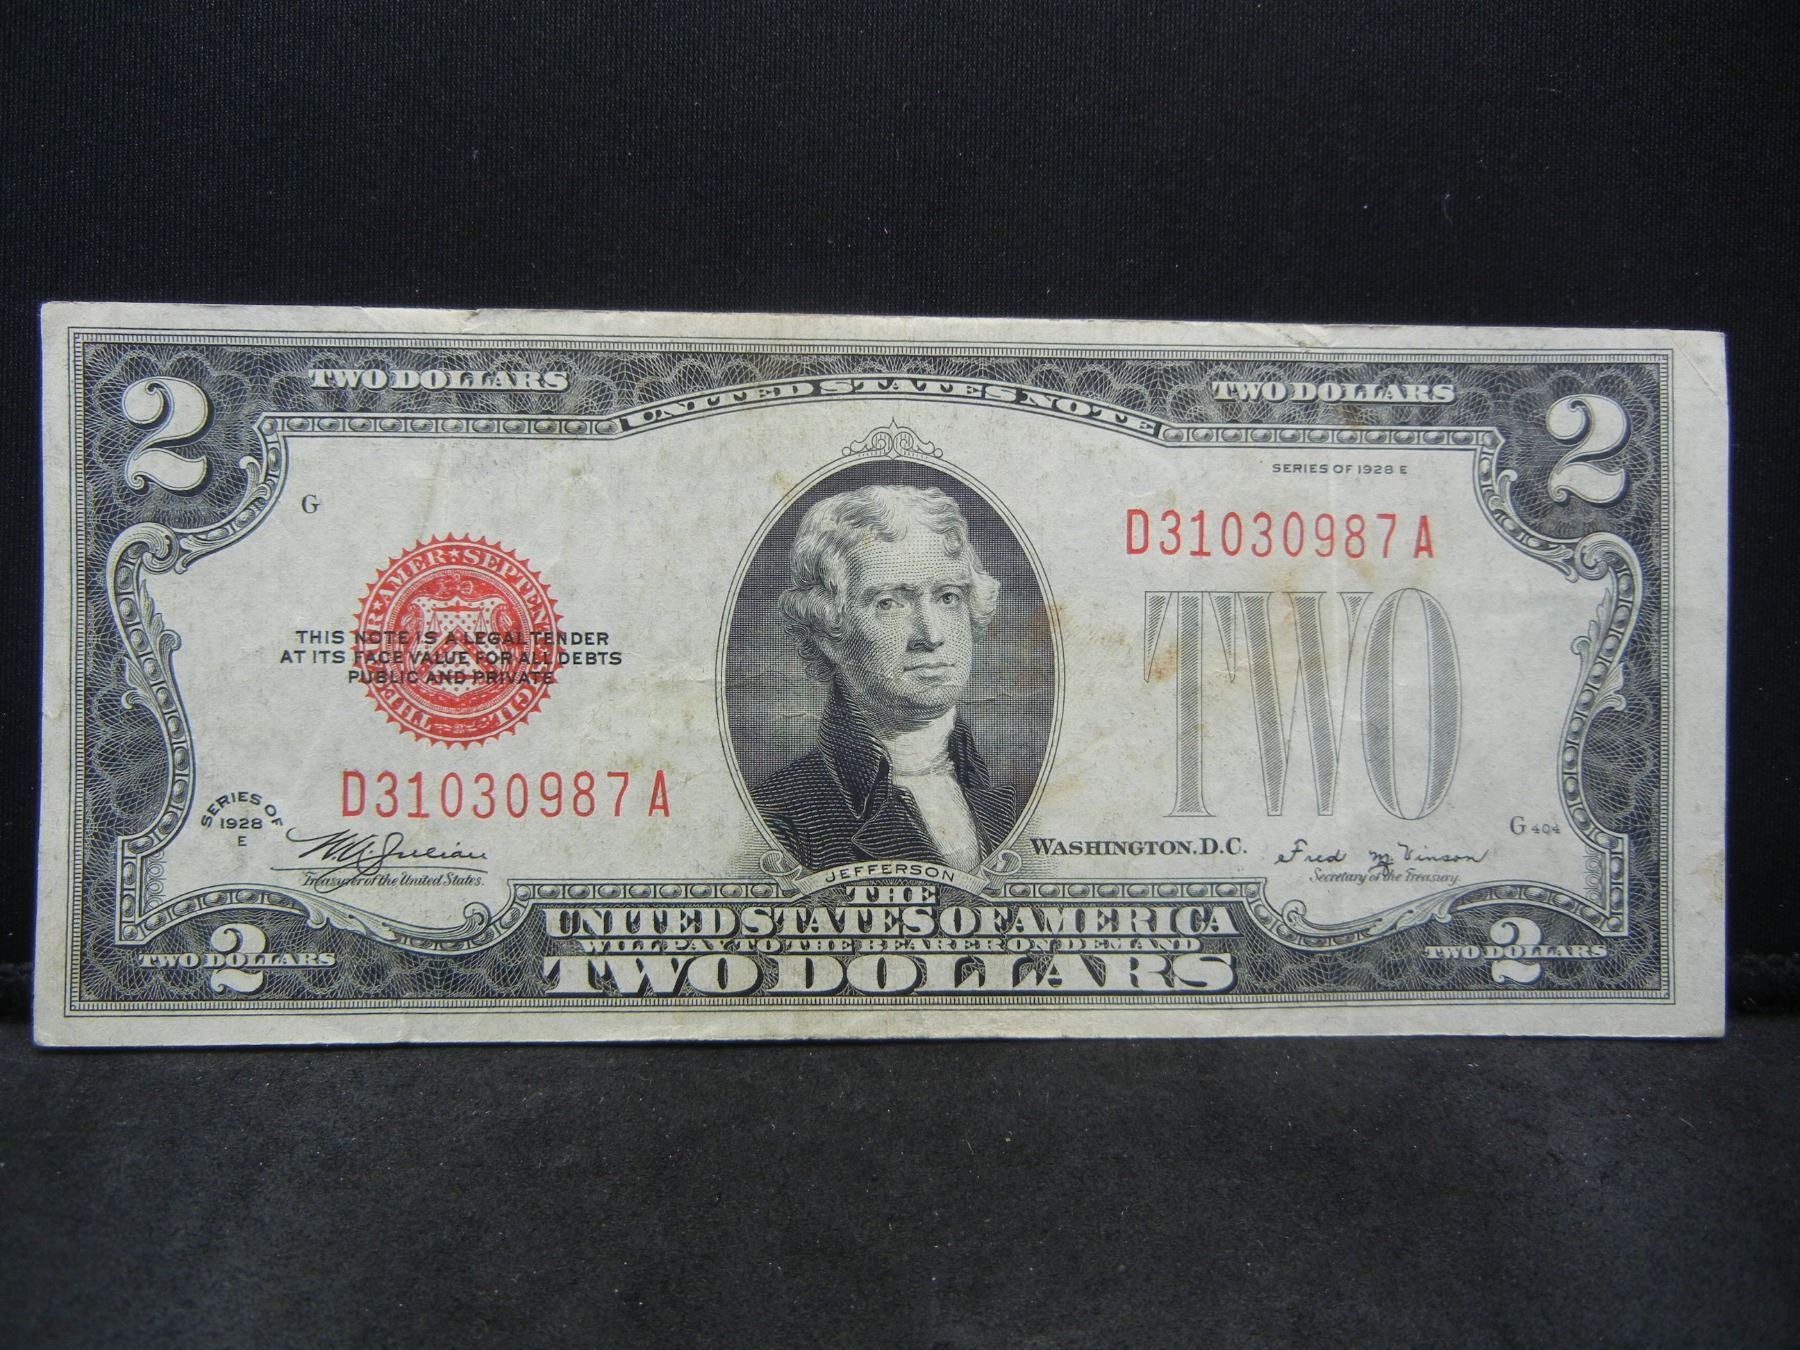 2 TWO DOLLARS UNITED STATES NOTE TWO DOLLARS 2
SERIES OF 1928 E
G
D31030987A
THIS NOTE IS A LEGAL TENDER
AT ITS FACE VALUE FOR ALL DEBTS
PUBLIC AND PRIVATE
TWO
D31030987A
SERIES OF
1928
E
W. A. Julian
Treasurer of the United States.
JEFFERSON
WASHINGTON, D.C.
Fred M Vinson
Secretary of the Treasury.
G 404
THE
UNITED STATES OF AMERICA
WILL PAY TO THE BEARER ON DEMAND
TWO DOLLARS
TWO 2 DOLLARS
TWO 2 DOLLARS